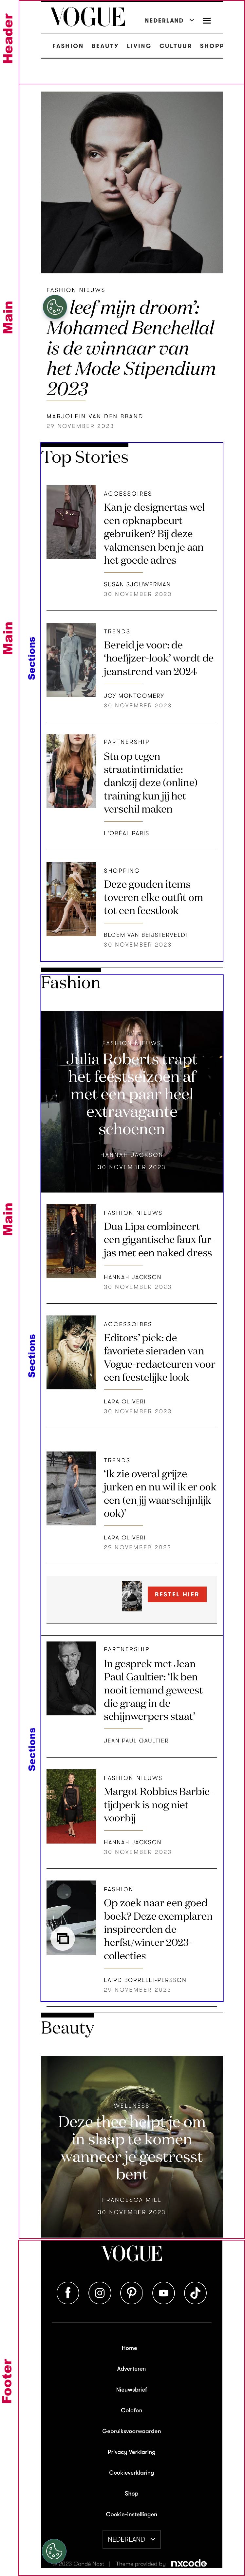 Header
VOGUE
NEDERLAND
FASHION BEAUTY LIVING CULTUUR SHOPP
Main
FASHION NIEUWS
leef mijn droom’:
Mohamed Benchellal
is de winnaar van
het Mode Stipendium
2023
MARJOLEIN VAN DEN BRAND
29 NOVEMBER 2023
Main
Sections
Top Stories
ACCESSOIRES
Kan je designertas wel
een opknapbeurt
gebruiken? Bij deze
vakmensen ben je aan
het goede adres
SUSAN SJOUWERMAN
30 NOVEMBER 2023
TRENDS
Bereid je voor: de
‘hoefijzer-look’ wordt de
jeanstrend van 2024
JOY MONTGOMERY
30 NOVEMBER 2023
PARTNERSHIP
Sta op tegen
straatintimidatie:
dankzij deze (online)
training kun jij het
verschil maken
L'ORÉAL PARIS
SHOPPING
Deze gouden items
toveren elke outfit om
tot een feestlook
BLOEM VAN BEIJSTERVELDT
30 NOVEMBER 2023
Main
Sections
Fashion
FASHION NIEUWS
Julia Roberts trapt
het feestseizoen af
met een paar heel
extravagante
schoenen
HANNAH JACKSON
30 NOVEMBER 2023
FASHION NIEUWS
Dua Lipa combineert
een gigantische faux fur-
jas met een naked dress
HANNAH JACKSON
30 NOVEMBER 2023
ACCESSOIRES
Editors’ pick: de
favoriete sieraden van
Vogue-redacteuren voor
een feestelijke look
LARA OLIVERI
30 NOVEMBER 2023
TRENDS
‘Ik zie overal grijze
jurken en nu wil ik er ook
een (en jij waarschijnlijk
ook)’
LARA OLIVERI
29 NOVEMBER 2023
BESTEL HIER
Sections
PARTNERSHIP
In gesprek met Jean
Paul Gaultier: ‘Ik ben
nooit iemand geweest
die graag in de
schijnwerpers staat’
JEAN PAUL GAULTIER
FASHION NIEUWS
Margot Robbies Barbie-
tijdperk is nog niet
voorbij
HANNAH JACKSON
30 NOVEMBER 2023
FASHION
Op zoek naar een goed
boek? Deze exemplaren
inspireerden de
herfst/winter 2023-
collecties
LAIRD BORRELLI-PERSSON
29 NOVEMBER 2023
Beauty
WELLNESS
Deze thee helpt je om
in slaap te komen
wanneer je gestresst
bent
FRANCESCA MILL
30 NOVEMBER 2023
Footer
VOGUE
Home
Adverteren
Nieuwsbrief
Colofon
Gebruiksvoorwaarden
Privacy Verklaring
Cookieverklaring
Shop
Cookie-instellingen
NEDERLAND
2023 Condé Nast | Theme provided by nxcode